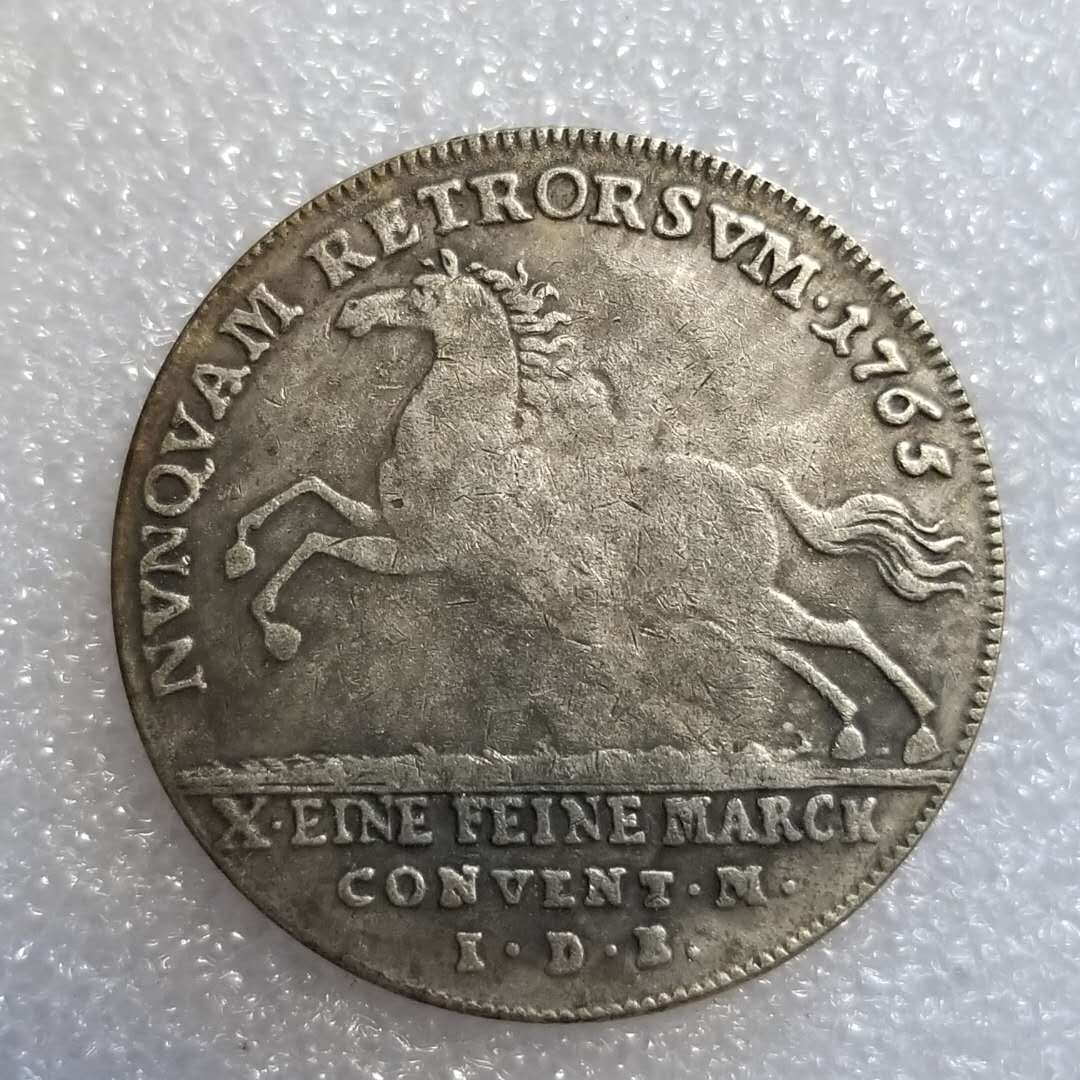 NVNQVAM RETRORSVM · 1765
X · EINE FEINE MARCK
CONVENT · M ·
I · D · B ·